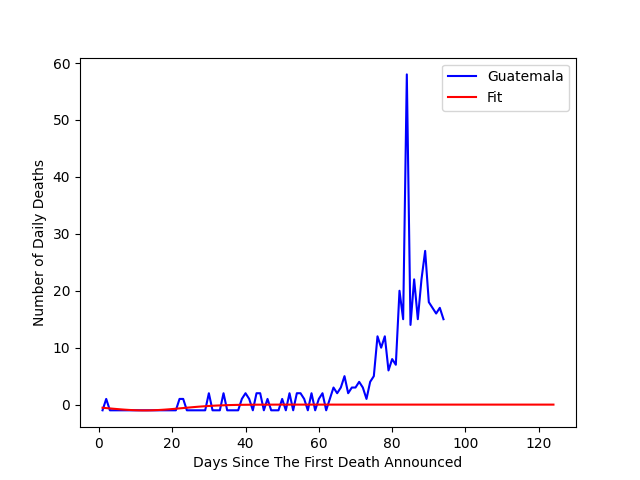 60
50
40
30
20
10
0
0 20 40 60 80 100 120
Number of Daily Deaths
Days Since The First Death Announced
Guatemala
Fit